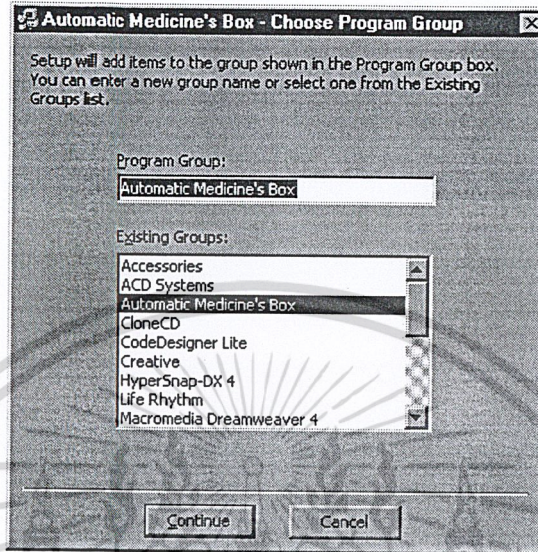 Automatic Medicine's Box - Choose Program Group
Setup will add items to the group shown in the Program Group box.
You can enter a new group name or select one from the Existing
Groups list.
Program Group:
Automatic Medicine's Box
Existing Groups:
Accessories
ACD Systems
Automatic Medicine's Box
CloneCD
CodeDesigner Lite
Creative
HyperSnap-DX 4
Life Rhythm
Macromedia Dreamweaver 4
Continue
Cancel